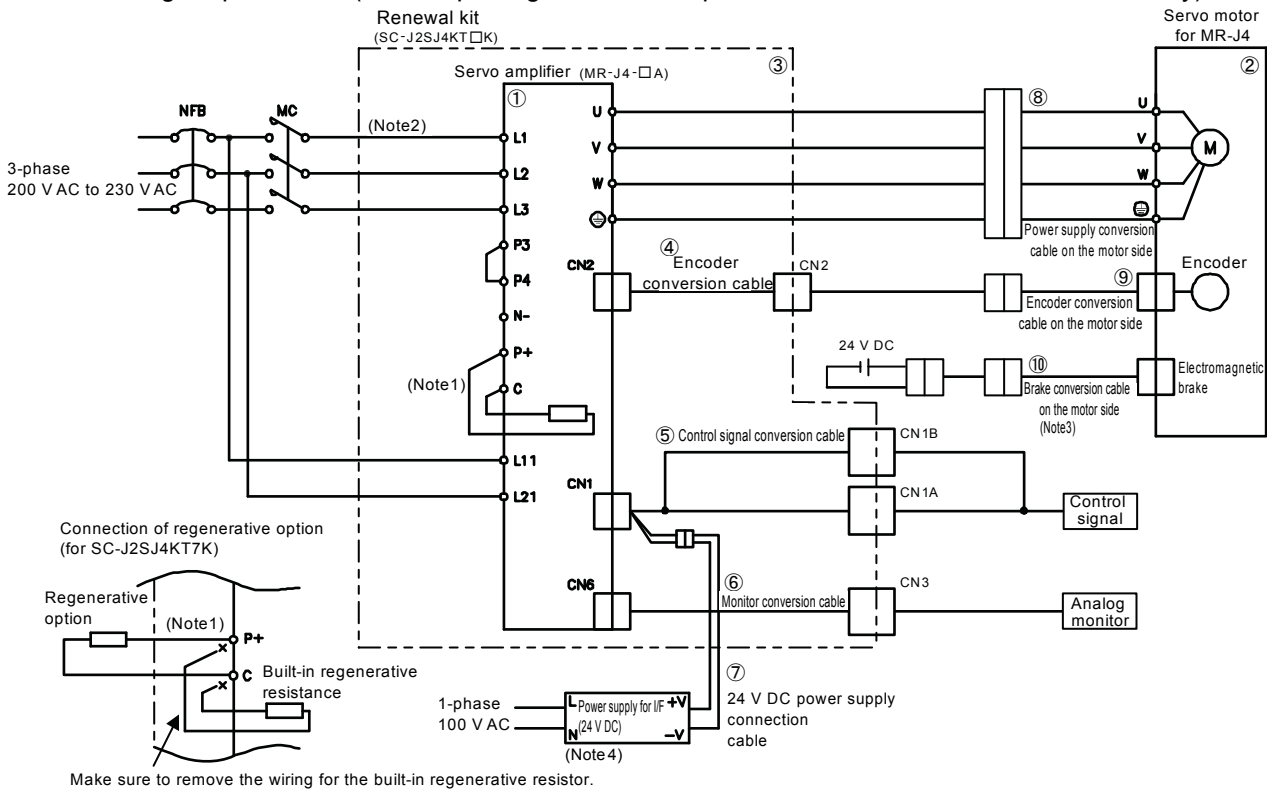 Renewal kit
(SC-J2SJ4KT□K)
Servo motor
for MR-J4
Servo amplifier (MR-J4-□A)
③
②
①
⑧
NFB
MC
(Note2)
L1
L2
L3
3-phase
200 V AC to 230 V AC
U
V
W
U
V
W
M
P3
P4
N-
P+
C
(Note1)
L11
L21
CN2
④
Encoder
conversion cable
CN2
Power supply conversion
cable on the motor side
⑨
Encoder
Encoder conversion
cable on the motor side
24 V DC
⑩
Brake conversion cable
on the motor side
(Note3)
Electromagnetic
brake
⑤ Control signal conversion cable
CN1B
CN1
CN1A
Control
signal
CN6
⑥
Monitor conversion cable
CN3
Analog
monitor
Connection of regenerative option
(for SC-J2SJ4KT7K)
Regenerative
option
(Note1)
P+
C
Built-in regenerative
resistance
Make sure to remove the wiring for the built-in regenerative resistor.
1-phase
100 V AC
L
N
Power supply for I/F
(24 V DC)
+V
-V
(Note4)
⑦
24 V DC power supply
connection
cable